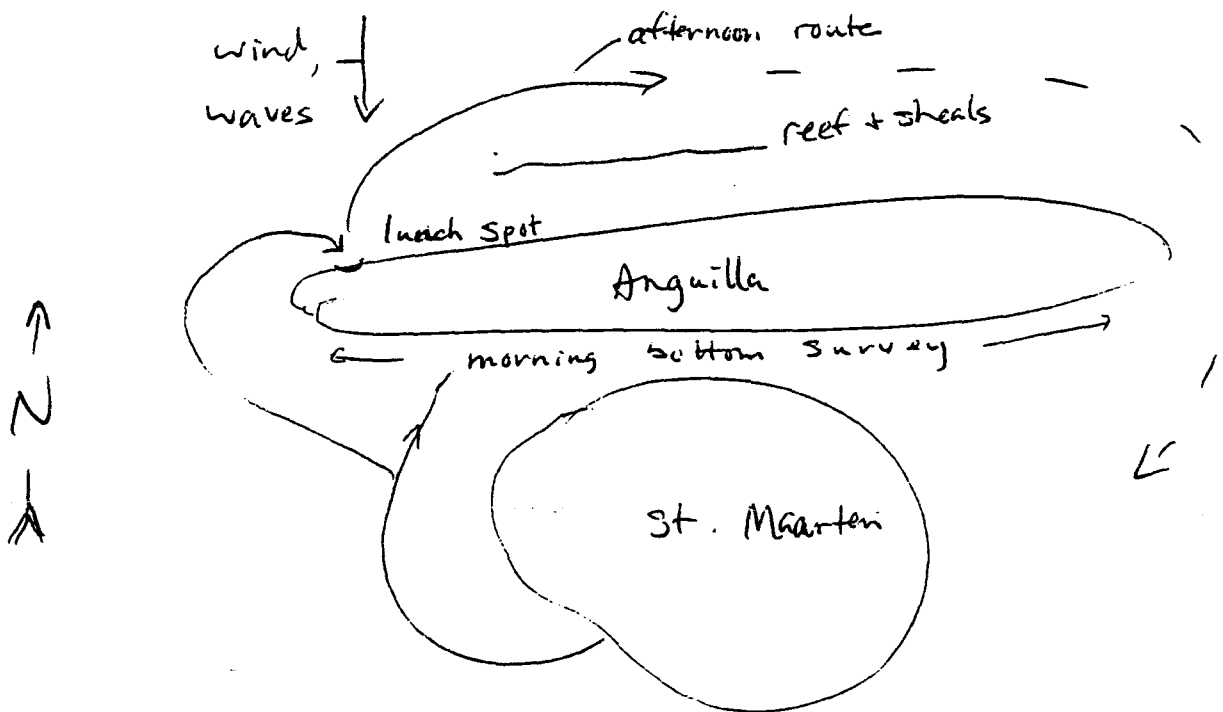 wind,
waves
afternoon route
reef + shoals
lunch spot
Anguilla
morning bottom survey
N
St. Maarten